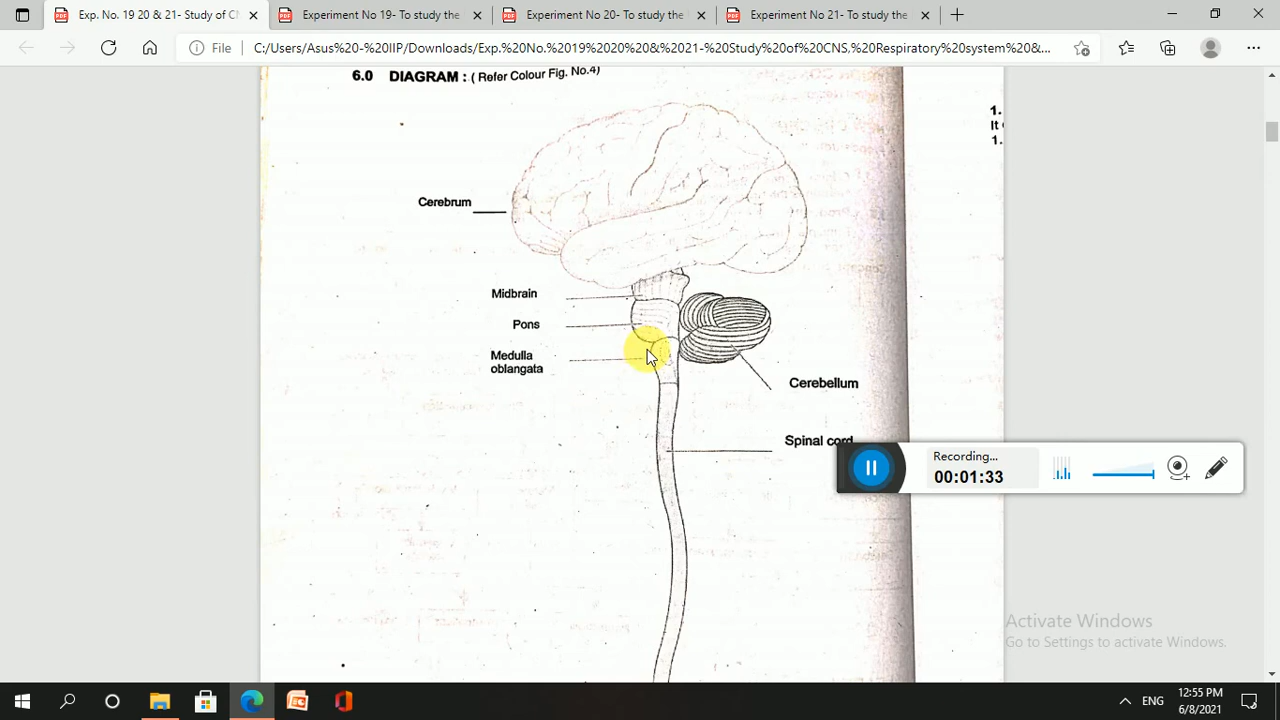 Exp. No. 19 20 & 21- Study of C
Experiment No 19- To study the
Experiment No 20- To study the
Experiment No 21- To study the
File
C:/Users/Asus%20-%20IIP/Downloads/Exp.%20No.%2019%2020%20&%2021-%20Study%20of%20CNS.%20Respiratory%20system%20&...
6.0 DIAGRAM : ( Refer Colour Fig. No.4)
1.
It
1.
Cerebrum
Midbrain
Pons
Medulla
oblangata
Cerebellum
Spinal cord
Recording...
00:01:33
Activate Windows
Go to Settings to activate Windows.
ENG
12:55 PM
6/8/2021